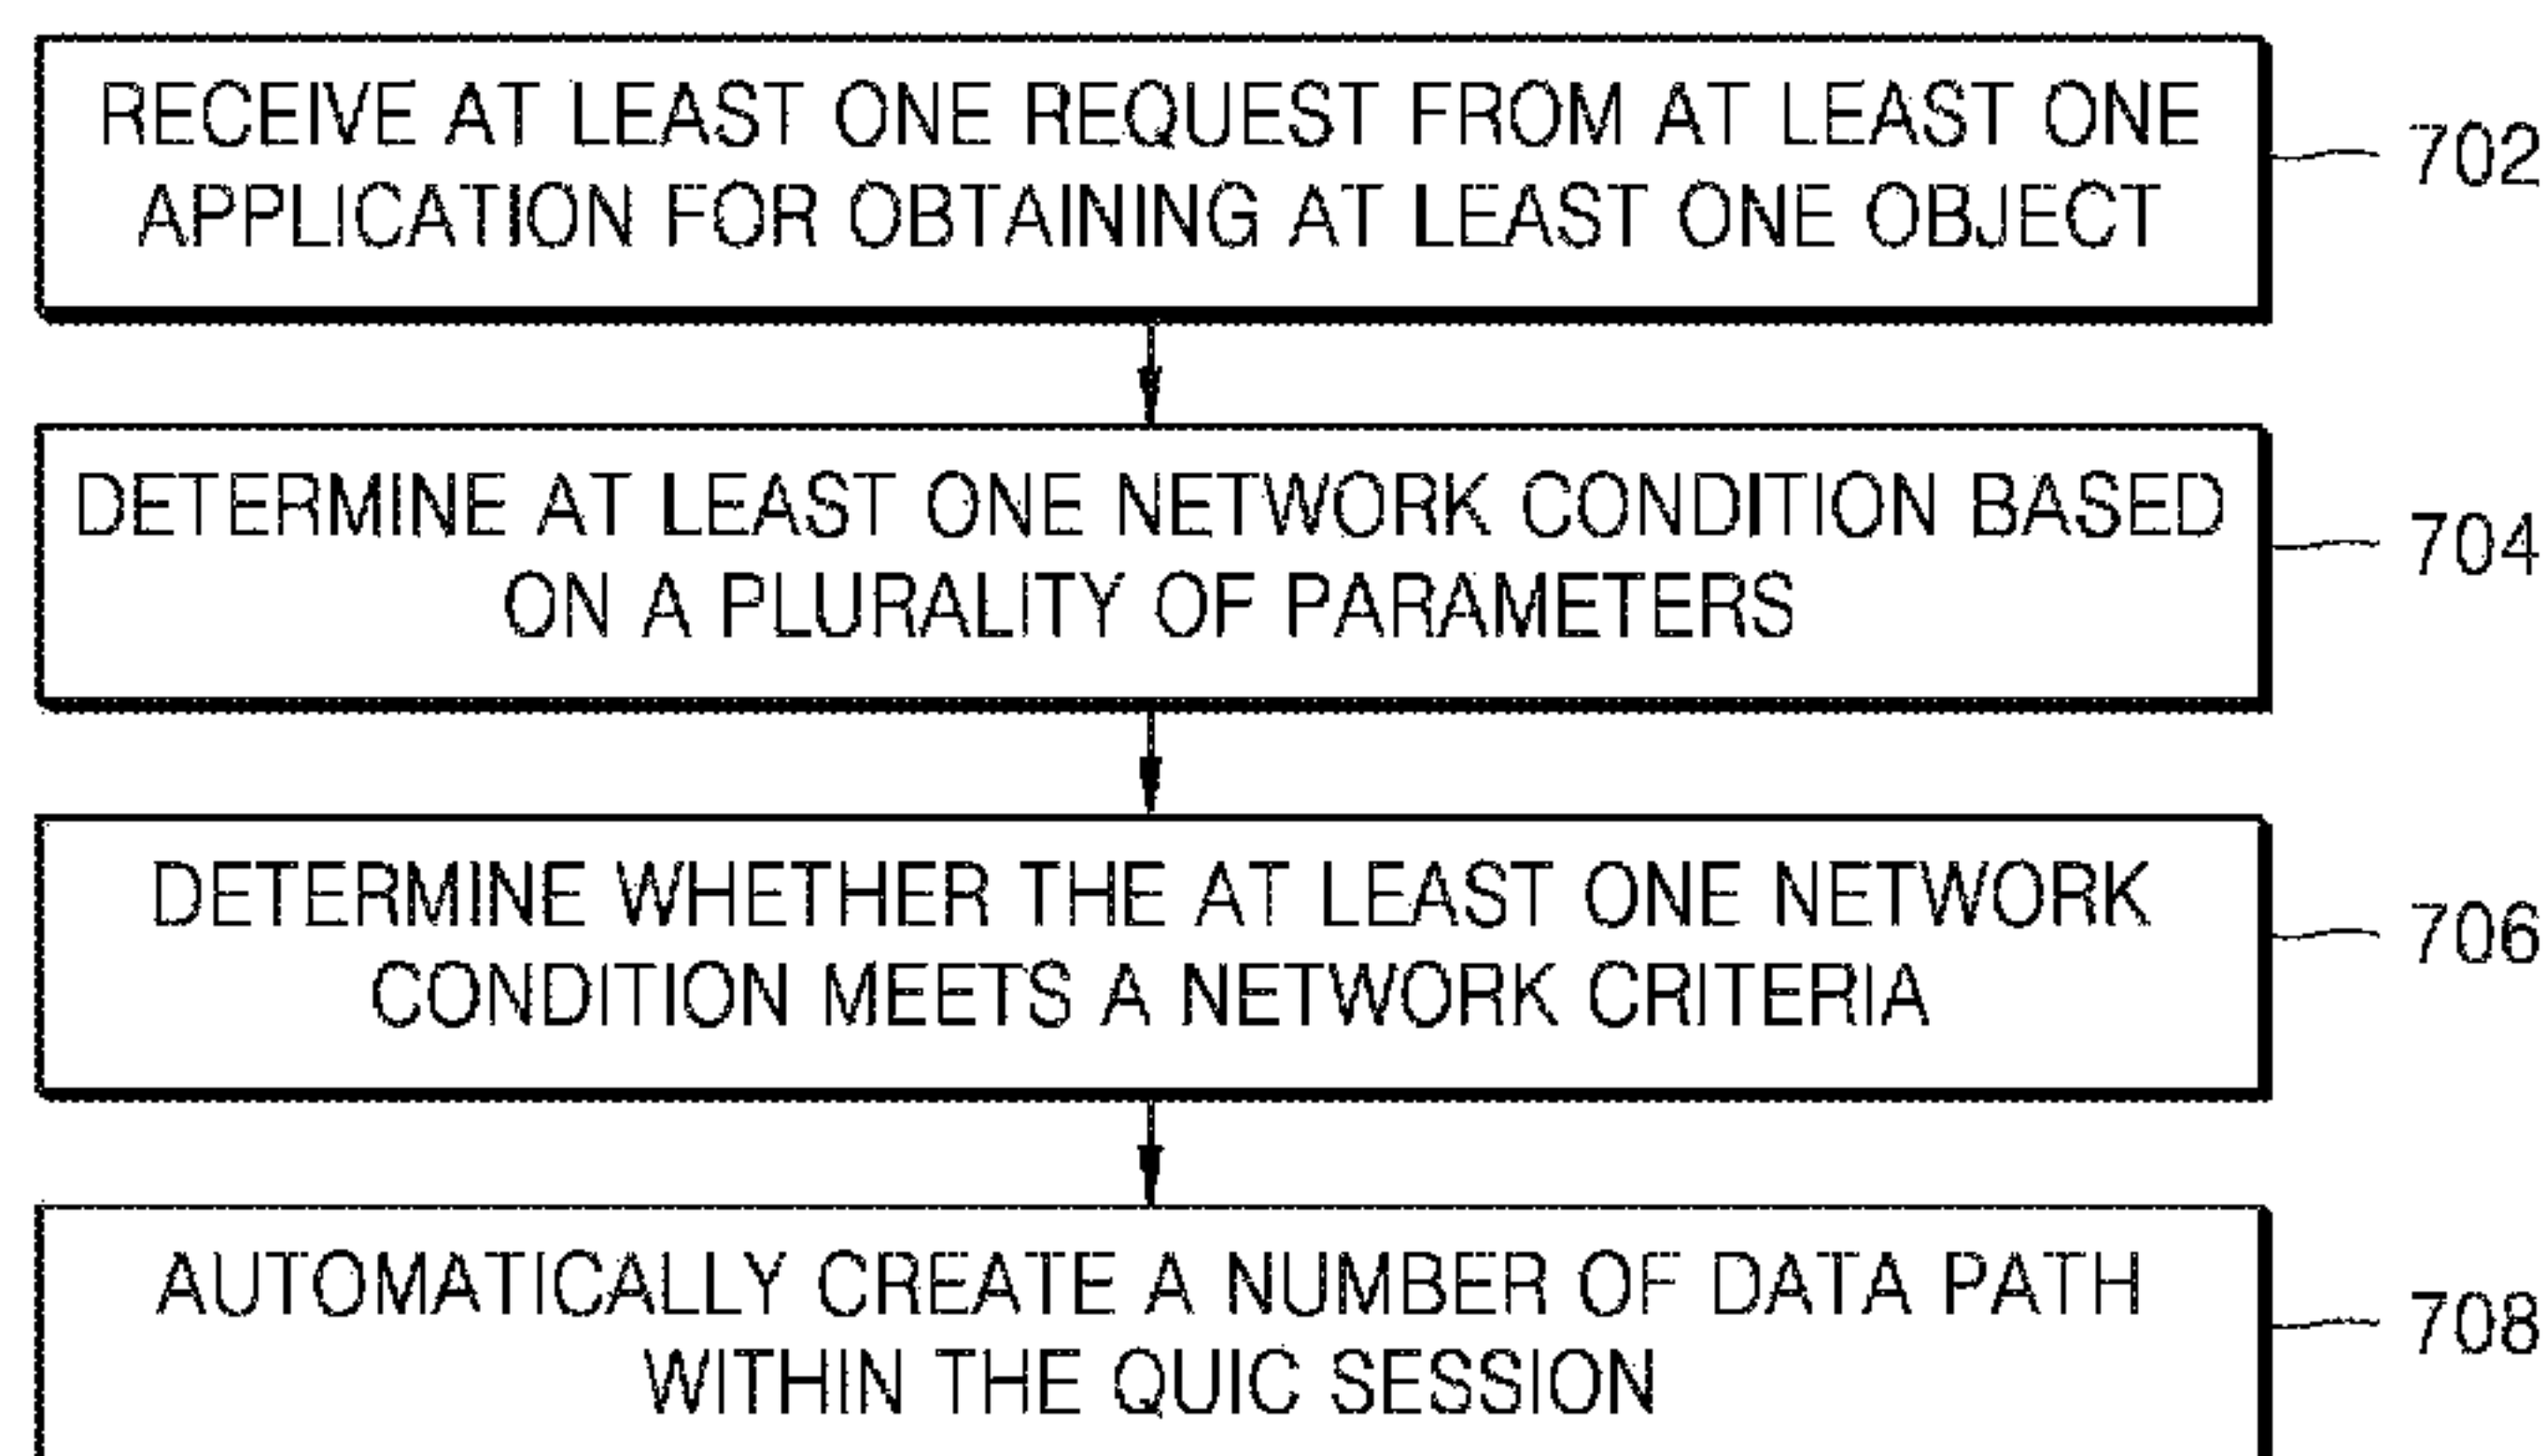 RECEIVE AT LEAST ONE REQUEST FROM AT LEAST ONE
APPLICATION FOR OBTAINING AT LEAST ONE OBJECT
702
DETERMINE AT LEAST ONE NETWORK CONDITION BASED
ON A PLURALITY OF PARAMETERS
704
DETERMINE WHETHER THE AT LEAST ONE NETWORK
CONDITION MEETS A NETWORK CRITERIA
706
AUTOMATICALLY CREATE A NUMBER OF DATA PATH
WITHIN THE QUIC SESSION
708